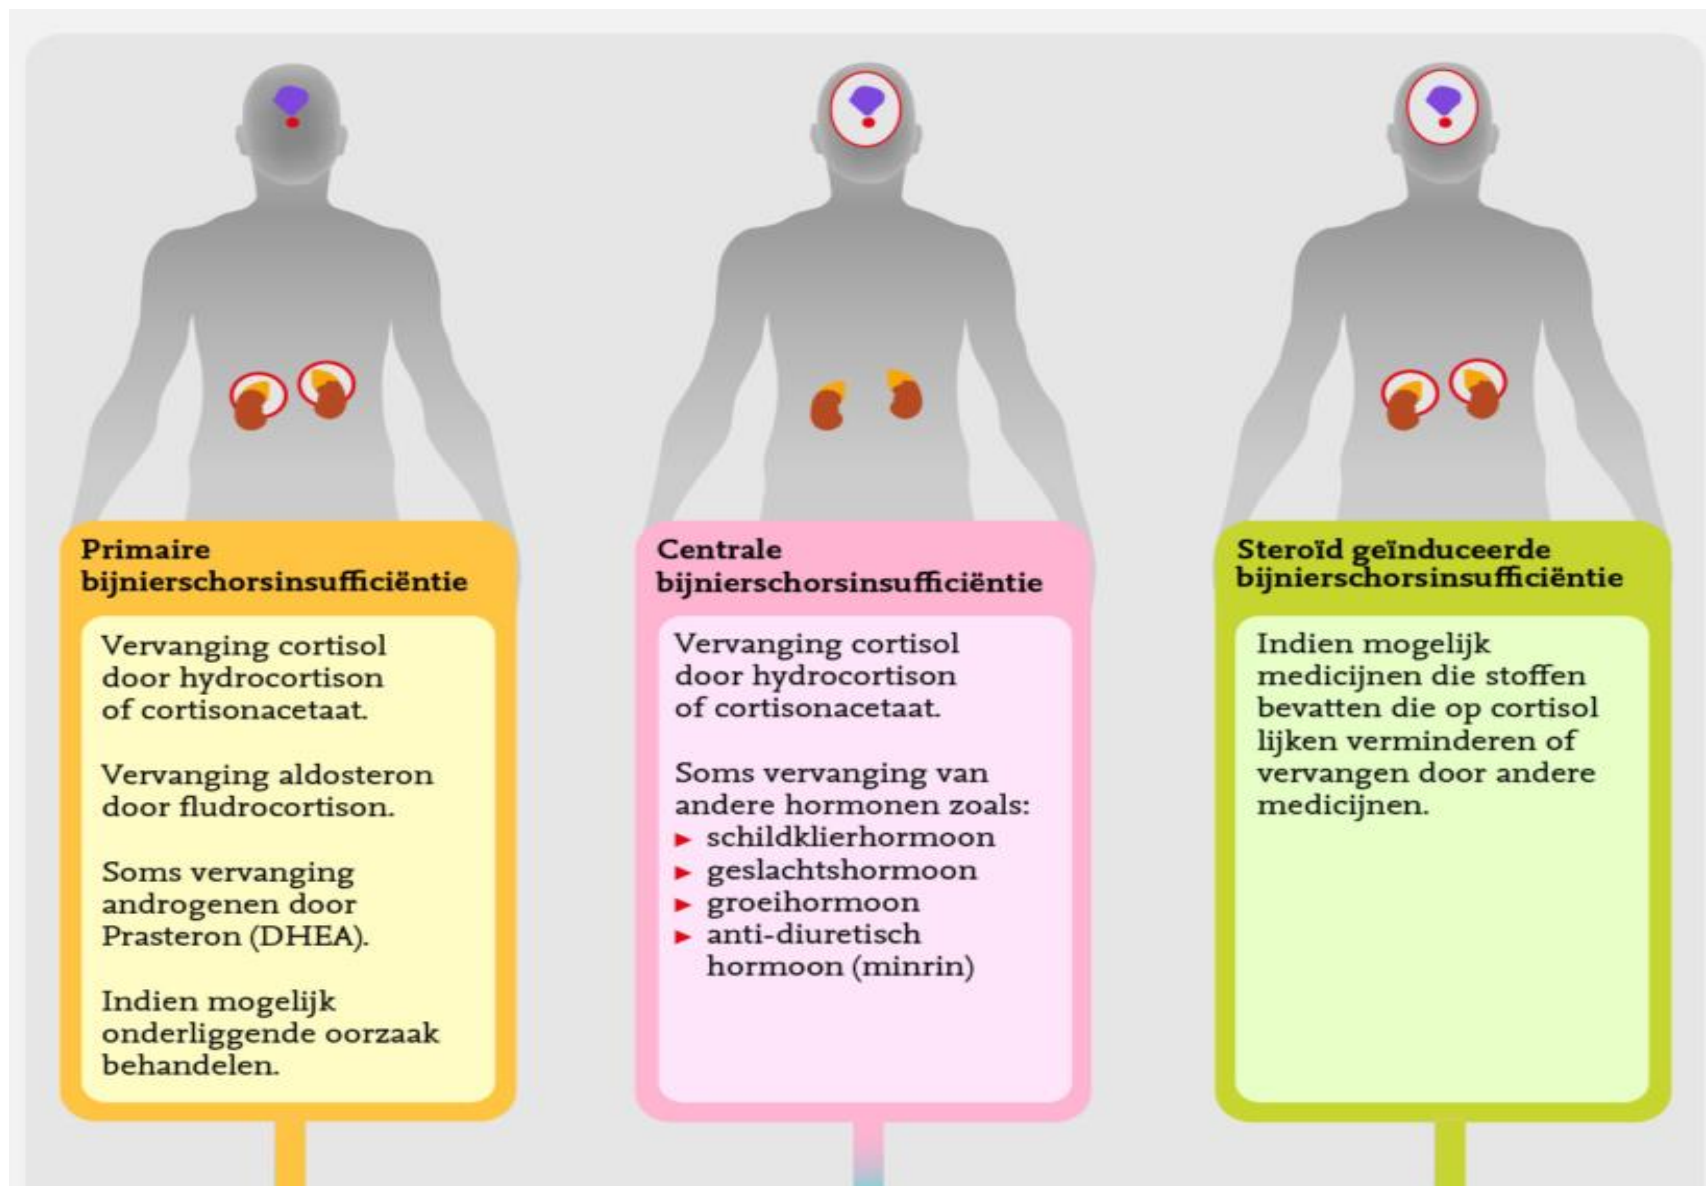 Primaire
bijnierschorsinsufficiëntie
Vervanging cortisol
door hydrocortison
of cortisonacetaat.
Vervanging aldosteron
door fludrocortison.
Soms vervanging
androgenen door
Prasteron (DHEA).
Indien mogelijk
onderliggende oorzaak
behandelen.
Centrale
bijnierschorsinsufficiëntie
Vervanging cortisol
door hydrocortison
of cortisonacetaat.
Soms vervanging van
andere hormonen zoals:
► schildklierhormoon
► geslachtshormoon
► groeihormoon
► anti-diuretisch
hormoon (minrin)
Steroïd geïnduceerde
bijnierschorsinsufficiëntie
Indien mogelijk
medicijnen die stoffen
bevatten die op cortisol
lijken verminderen of
vervangen door andere
medicijnen.